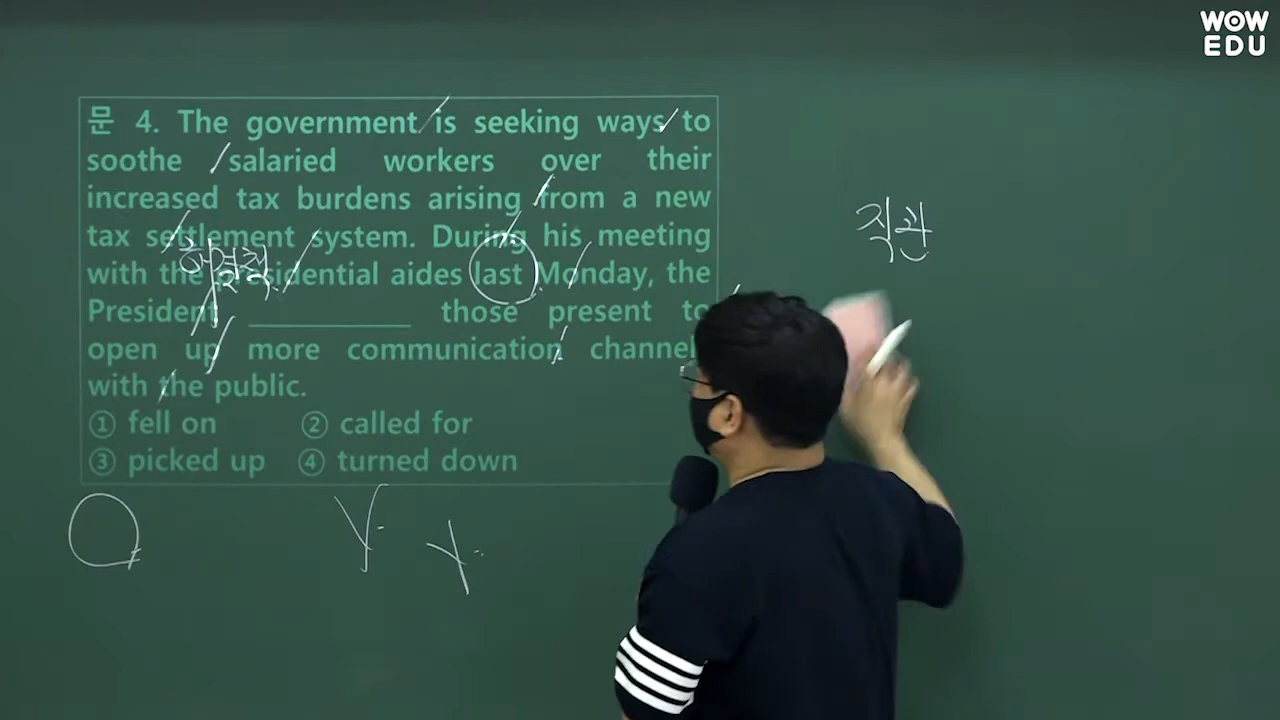 WOW
EDU
문 4. The government is seeking ways to
soothe salaried workers over their
increased tax burdens arising from a new
tax settlement system. During his meeting
with the presidential aides last Monday, the
President ____________ those present to
open up more communication channel
with the public.
① fell on ② called for
③ picked up ④ turned down
직관